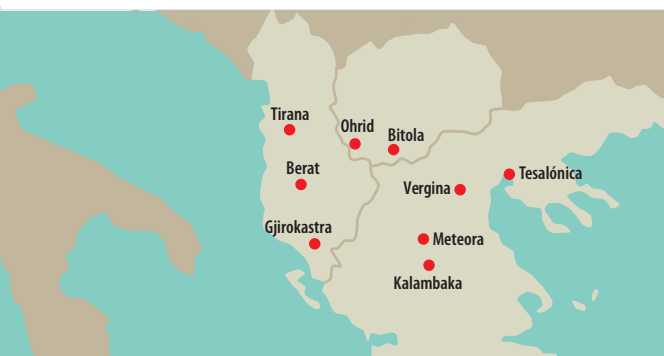 Tirana
Ohrid
Bitola
Berat
Vergina
Tesalónica
Gjirokastra
Meteora
Kalambaka